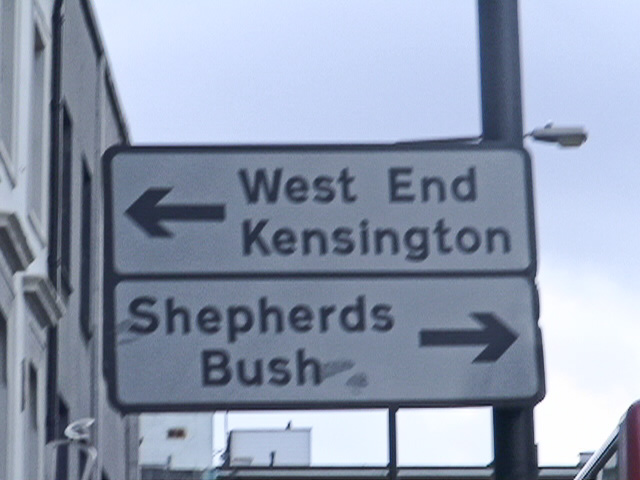 West End
Kensington
Shepherds
Bush